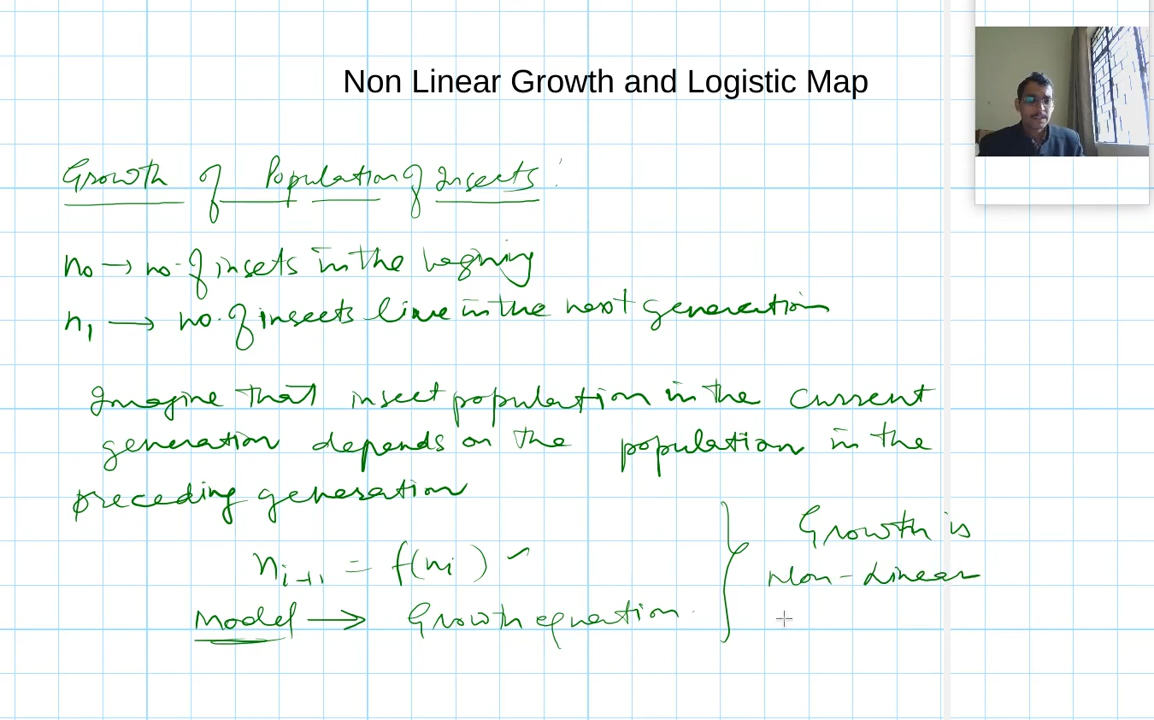 Non Linear Growth and Logistic Map
Growth of Population of Insects :
n₀ → no. of insets in the begining
n₁ → no. of insects live in the next generation
Imagine that insect population in the current
generation depends on the population in the
preceding generation
nᵢ₊₁ = f(nᵢ)
Model → Growth equation.
Growth is
Non-Linear